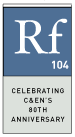 Rf
104
CELEBRATING
C&EN'S
80TH
ANNIVERSARY